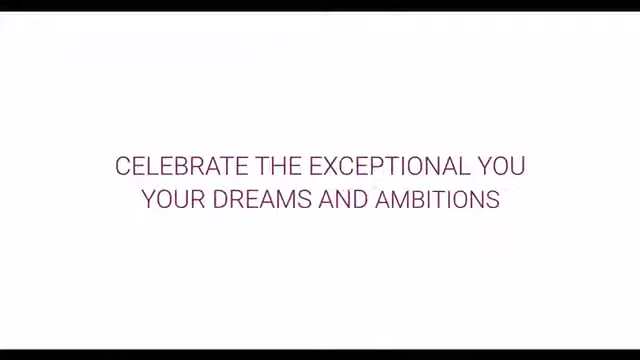 CELEBRATE THE EXCEPTIONAL YOU
YOUR DREAMS AND AMBITIONS